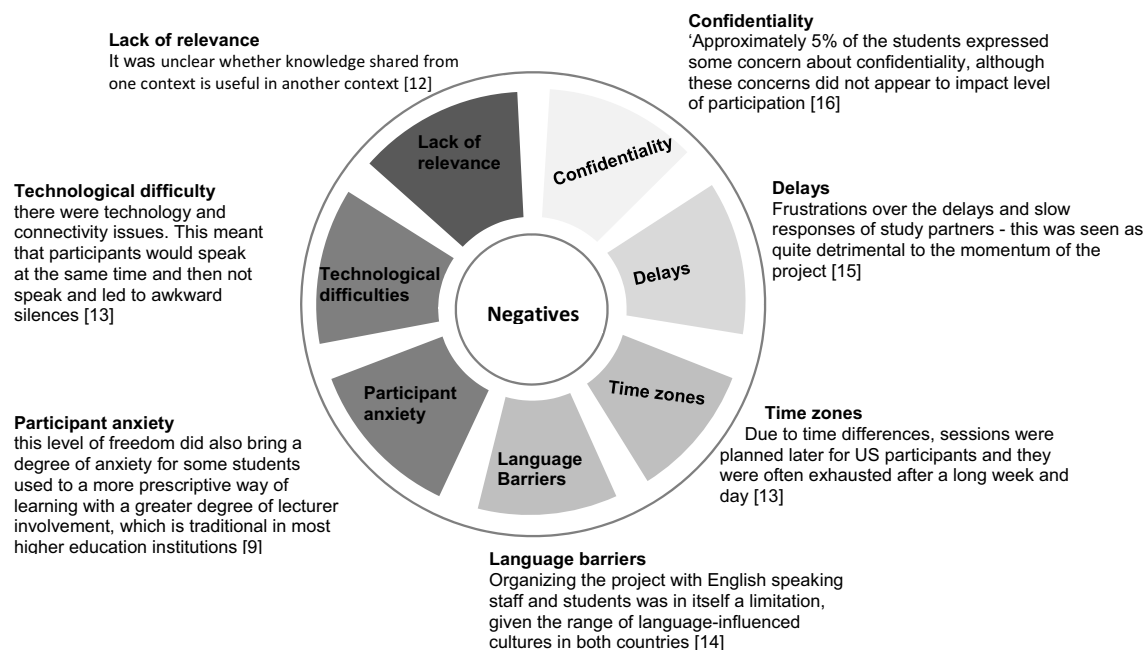 Lack of relevance
It was unclear whether knowledge shared from
one context is useful in another context [12]
Confidentiality
‘Approximately 5% of the students expressed
some concern about confidentiality, although
these concerns did not appear to impact level
of participation [16]
Technological difficulty
there were technology and
connectivity issues. This meant
that participants would speak
at the same time and then not
speak and led to awkward
silences [13]
Delays
Frustrations over the delays and slow
responses of study partners - this was seen as
quite detrimental to the momentum of the
project [15]
Lack of
relevance
Confidentiality
Technological
difficulties
Delays
Negatives
Participant
anxiety
Time zones
Language
Barriers
Participant anxiety
this level of freedom did also bring a
degree of anxiety for some students
used to a more prescriptive way of
learning with a greater degree of lecturer
involvement, which is traditional in most
higher education institutions [9]
Time zones
Due to time differences, sessions were
planned later for US participants and they
were often exhausted after a long week and
day [13]
Language barriers
Organizing the project with English speaking
staff and students was in itself a limitation,
given the range of language-influenced
cultures in both countries [14]